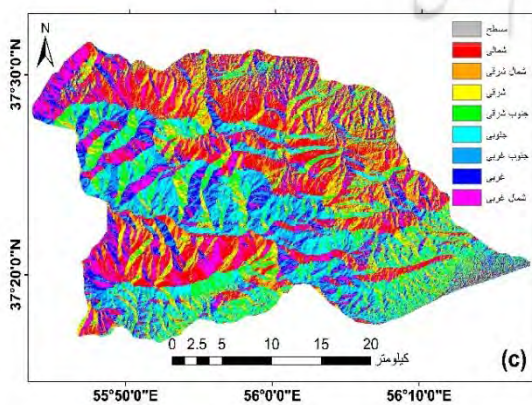 N
مسطح
شمالی
شمال شرقی
شرقی
جنوب شرقی
جنوبی
جنوب غربی
غربی
شمال غربی
37°30'0"N
37°20'0"N
0 2.5 5 10 15 20
کیلومتر
(c)
55°50'0"E 56°0'0"E 56°10'0"E